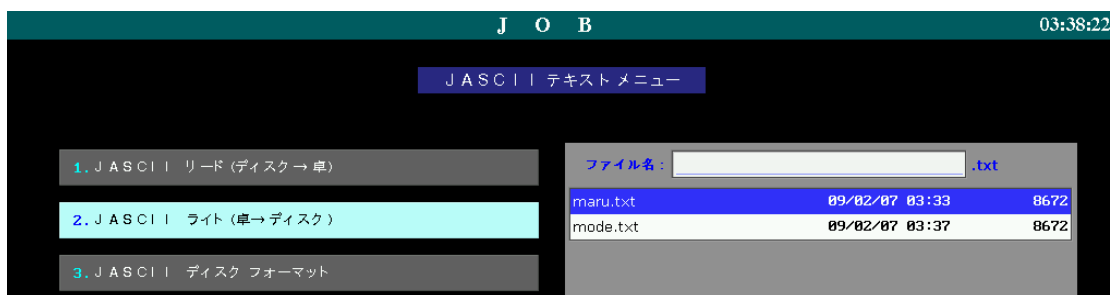 J O B 03:38:22
JASCII テキスト メニュー
1.JASCII リード (ディスク→卓)
2.JASCII ライト (卓→ディスク)
3.JASCII ディスク フォーマット
ファイル名: .txt
maru.txt 09/02/07 03:33 8672
mode.txt 09/02/07 03:37 8672